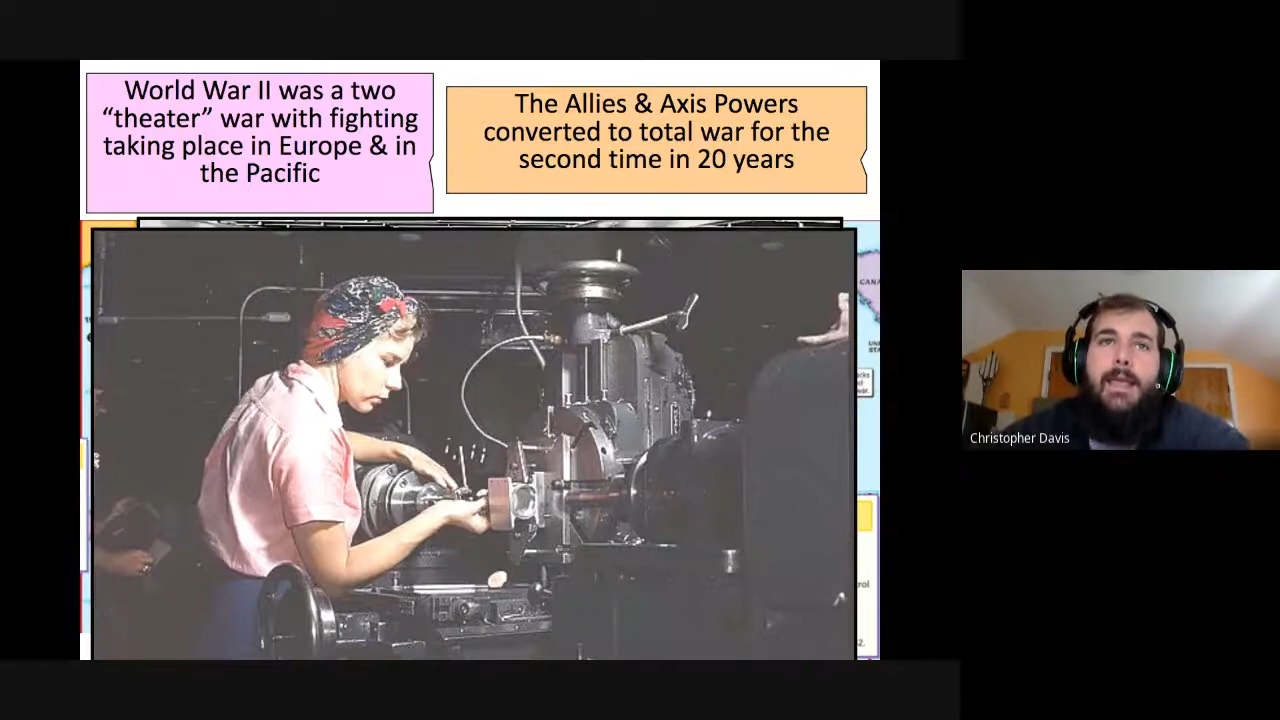 World War II was a two
“theater” war with fighting
taking place in Europe & in
the Pacific
The Allies & Axis Powers
converted to total war for the
second time in 20 years
Christopher Davis